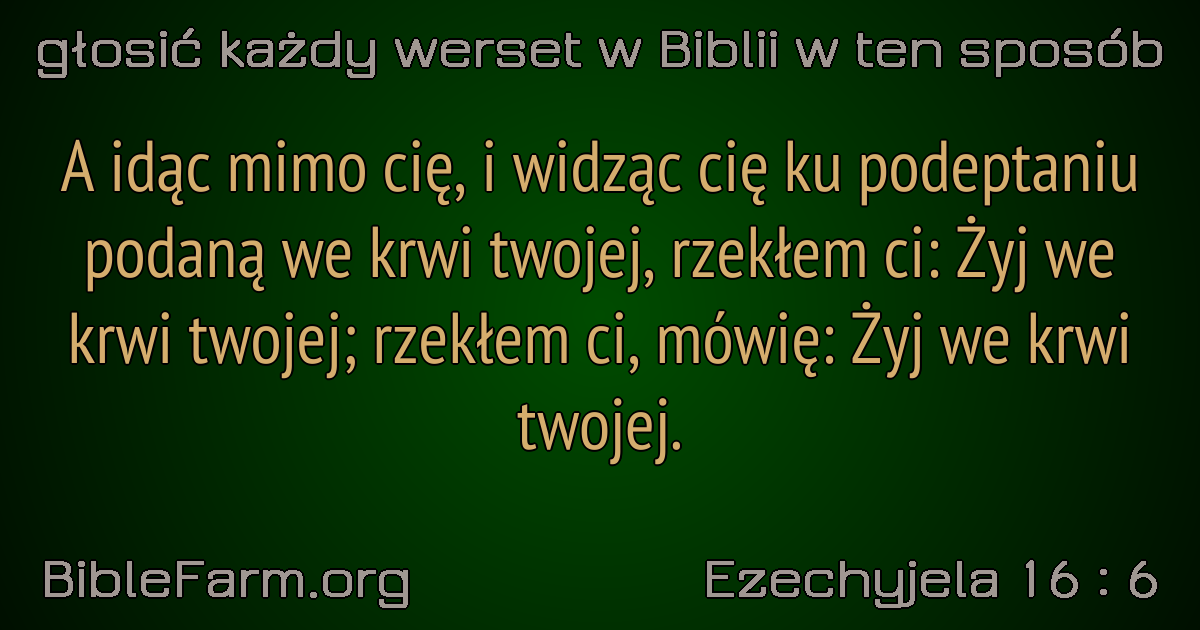 głosić każdy werset w Biblii w ten sposób
A idąc mimo cię, i widząc cię ku podeptaniu
podaną we krwi twojej, rzekłem ci: Żyj we
krwi twojej; rzekłem ci, mówię: Żyj we krwi
twojej.
BibleFarm.org
Ezechyjela 16 : 6